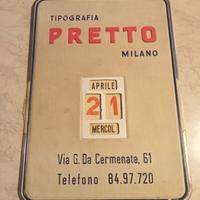 TIPOGRAFIA
PRETTO
MILANO
APRILE
21
MERCOL.
Via G. Da Cermenate, 61
Telefono 84.97.720